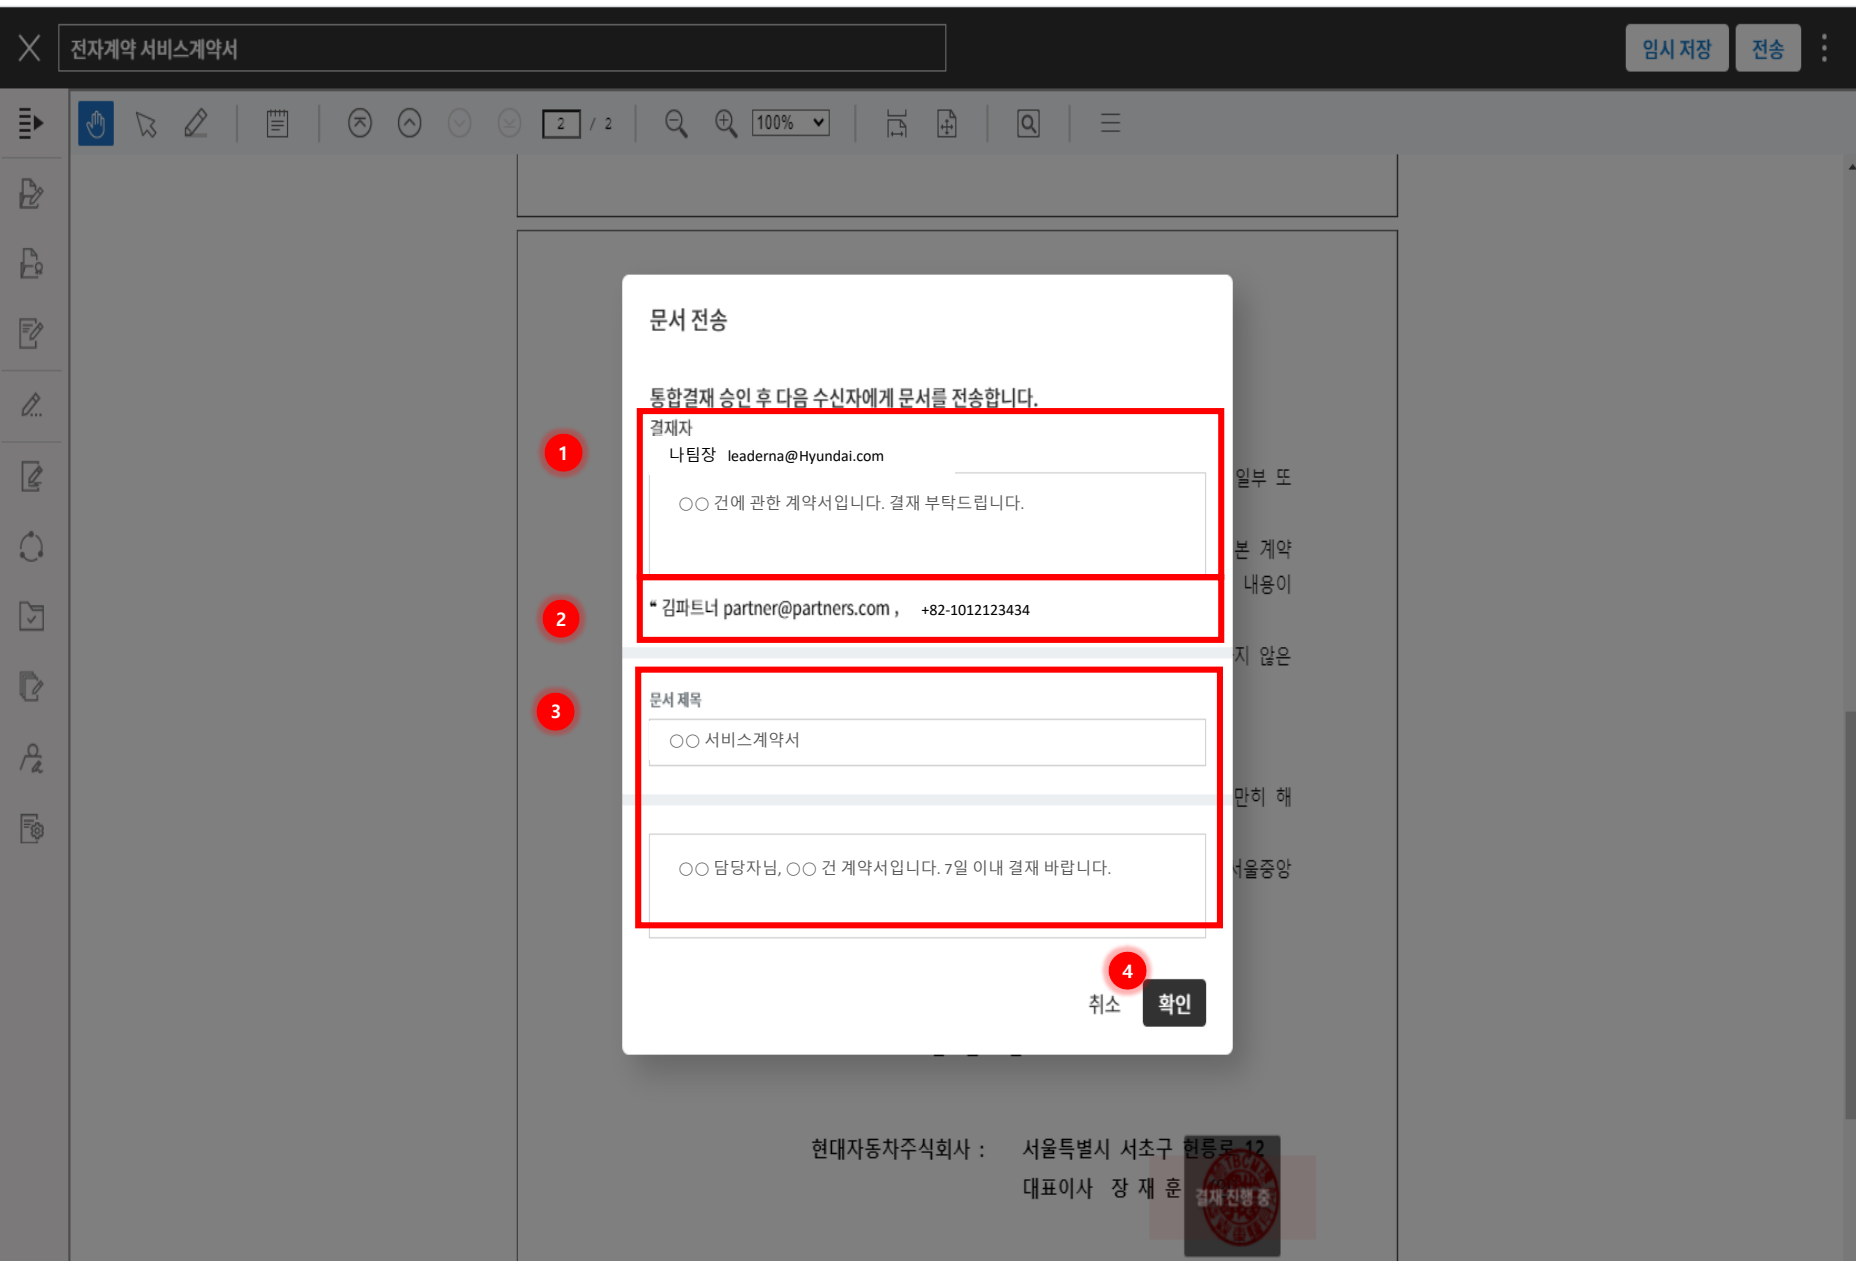 전자계약 서비스계약서
임시 저장
전송
2 / 2
100%
문서 전송
통합결재 승인 후 다음 수신자에게 문서를 전송합니다.
1
결재자
나팀장 leaderna@Hyundai.com
○○ 건에 관한 계약서입니다. 결재 부탁드립니다.
일부 또
본 계약
내용이
2
❝ 김파트너 partner@partners.com , +82-1012123434
지 않은
3
문서 제목
○○ 서비스계약서
만히 해
○○ 담당자님, ○○ 건 계약서입니다. 7일 이내 결재 바랍니다.
서울중앙
4
취소
확인
현대자동차주식회사 : 서울특별시 서초구 헌릉로 12
대표이사 장 재 훈
결재 진행 중